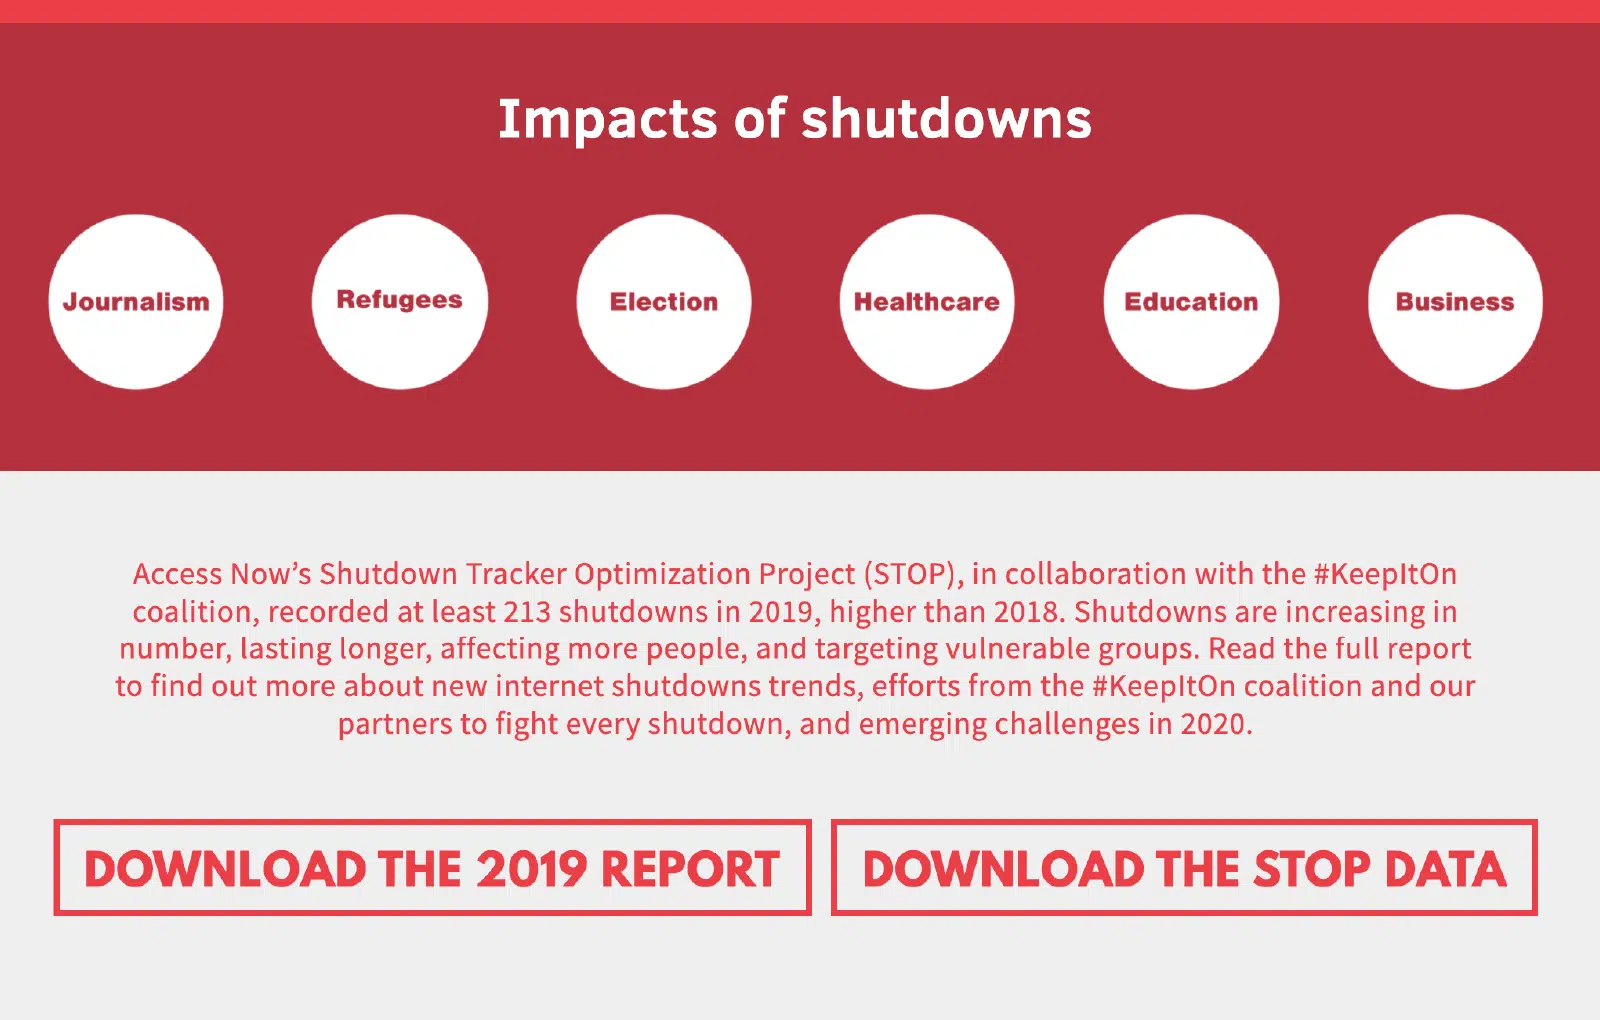 Impacts of shutdowns
Journalism
Refugees
Election
Healthcare
Education
Business
Access Now’s Shutdown Tracker Optimization Project (STOP), in collaboration with the #KeepItOn
coalition, recorded at least 213 shutdowns in 2019, higher than 2018. Shutdowns are increasing in
number, lasting longer, affecting more people, and targeting vulnerable groups. Read the full report
to find out more about new internet shutdowns trends, efforts from the #KeepItOn coalition and our
partners to fight every shutdown, and emerging challenges in 2020.
DOWNLOAD THE 2019 REPORT
DOWNLOAD THE STOP DATA